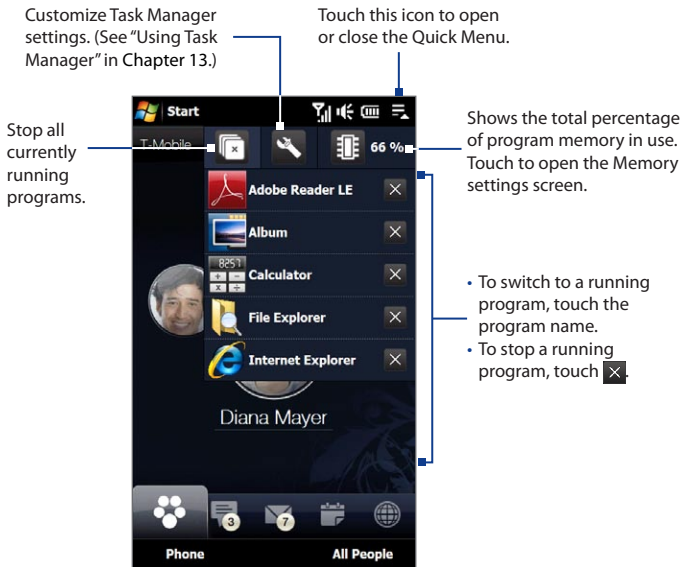 Customize Task Manager
settings. (See “Using Task
Manager” in Chapter 13.)
Touch this icon to open
or close the Quick Menu.
Stop all
currently
running
programs.
Start
T-Mobile
66 %
Adobe Reader LE
Album
8257
Calculator
File Explorer
Internet Explorer
Diana Mayer
3
7
Phone
All People
Shows the total percentage
of program memory in use.
Touch to open the Memory
settings screen.
• To switch to a running
program, touch the
program name.
• To stop a running
program, touch .